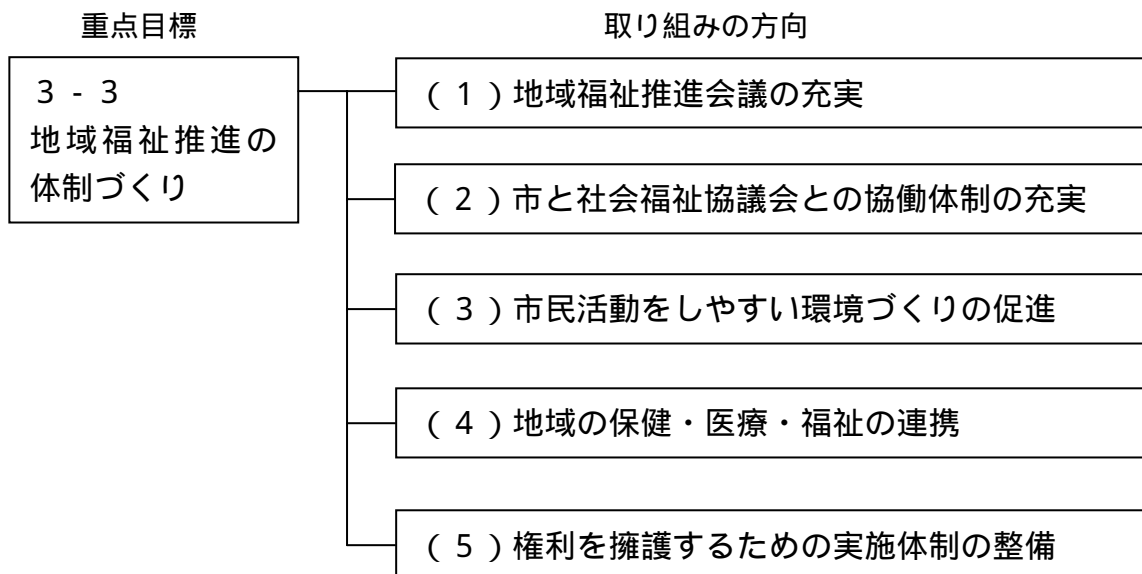 重点目標
取り組みの方向
3-3
地域福祉推進の
体制づくり
(1)地域福祉推進会議の充実
(2)市と社会福祉協議会との協働体制の充実
(3)市民活動をしやすい環境づくりの促進
(4)地域の保健・医療・福祉の連携
(5)権利を擁護するための実施体制の整備